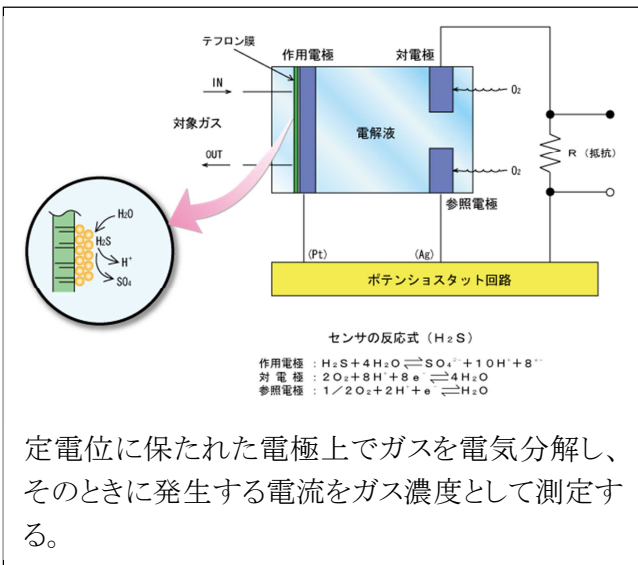 テフロン膜
作用電極
対電極
IN
O₂
対象ガス
電解液
R（抵抗）
OUT
O₂
参照電極
H₂O
H₂S
H⁺
SO₄
(Pt)
(Ag)
ポテンショスタット回路
センサの反応式（H₂S）
作用電極：H₂S＋4H₂O⇄SO₄²⁻＋10H⁺＋8ᵉ⁻
対 電 極：2O₂＋8H⁺＋8e⁻⇄4H₂O
参照電極：1／2O₂＋2H⁺＋e⁻⇄H₂O
定電位に保たれた電極上でガスを電気分解し、
そのときに発生する電流をガス濃度として測定す
る。